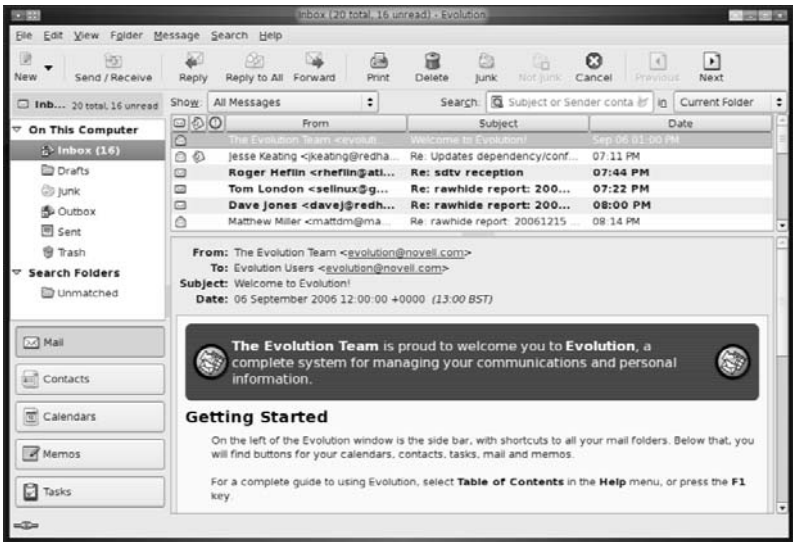 Inbox (20 total, 16 unread) - Evolution
File Edit View Folder Message Search Help
New Send / Receive Reply Reply to All Forward Print Delete Junk Not Junk Cancel Previous Next
Inb... 20 total, 16 unread Show: All Messages Search: Subject or Sender conta in Current Folder
On This Computer
Inbox (16)
Drafts
Junk
Outbox
Sent
Trash
Search Folders
Unmatched
Mail
Contacts
Calendars
Memos
Tasks
From Subject Date
The Evolution Team <evoluti... Welcome to Evolution! Sep 06 01:00 PM
Jesse Keating <jkeating@redha... Re: Updates dependency/conf... 07:11 PM
Roger Heflin <rheflin@ati... Re: sdtv reception 07:44 PM
Tom London <selinux@g... Re: rawhide report: 200... 07:22 PM
Dave Jones <davej@redh... Re: rawhide report: 200... 08:00 PM
Matthew Miller <mattdm@ma... Re: rawhide report: 20061215 ... 08:14 PM
From: The Evolution Team <evolution@novell.com>
To: Evolution Users <evolution@novell.com>
Subject: Welcome to Evolution!
Date: 06 September 2006 12:00:00 +0000 (13:00 BST)
The Evolution Team is proud to welcome you to Evolution, a
complete system for managing your communications and personal
information.
Getting Started
On the left of the Evolution window is the side bar, with shortcuts to all your mail folders. Below that, you
will find buttons for your calendars, contacts, tasks, mail and memos.
For a complete guide to using Evolution, select Table of Contents in the Help menu, or press the F1
key.